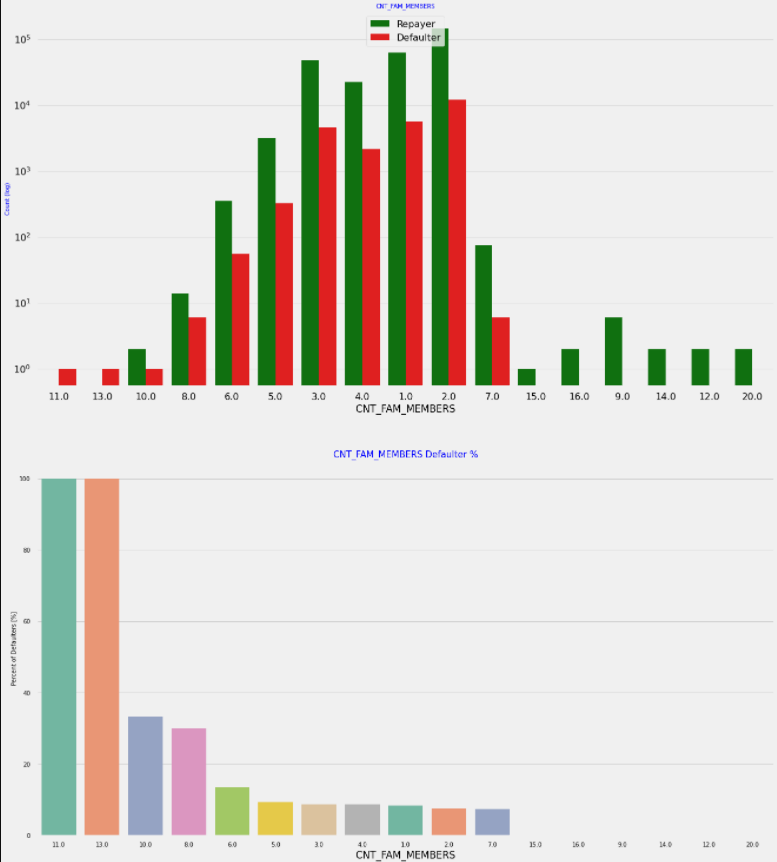 CNT_FAM_MEMBERS
Repayer
Defaulter
10^5
10^4
10^3
10^2
10^1
10^0
Count (log)
11.0 13.0 10.0 8.0 6.0 5.0 3.0 4.0 1.0 2.0 7.0 15.0 16.0 9.0 14.0 12.0 20.0
CNT_FAM_MEMBERS
CNT_FAM_MEMBERS Defaulter %
100
80
60
40
20
0
Percent of Defaulters [%]
11.0 13.0 10.0 8.0 6.0 5.0 3.0 4.0 1.0 2.0 7.0 15.0 16.0 9.0 14.0 12.0 20.0
CNT_FAM_MEMBERS